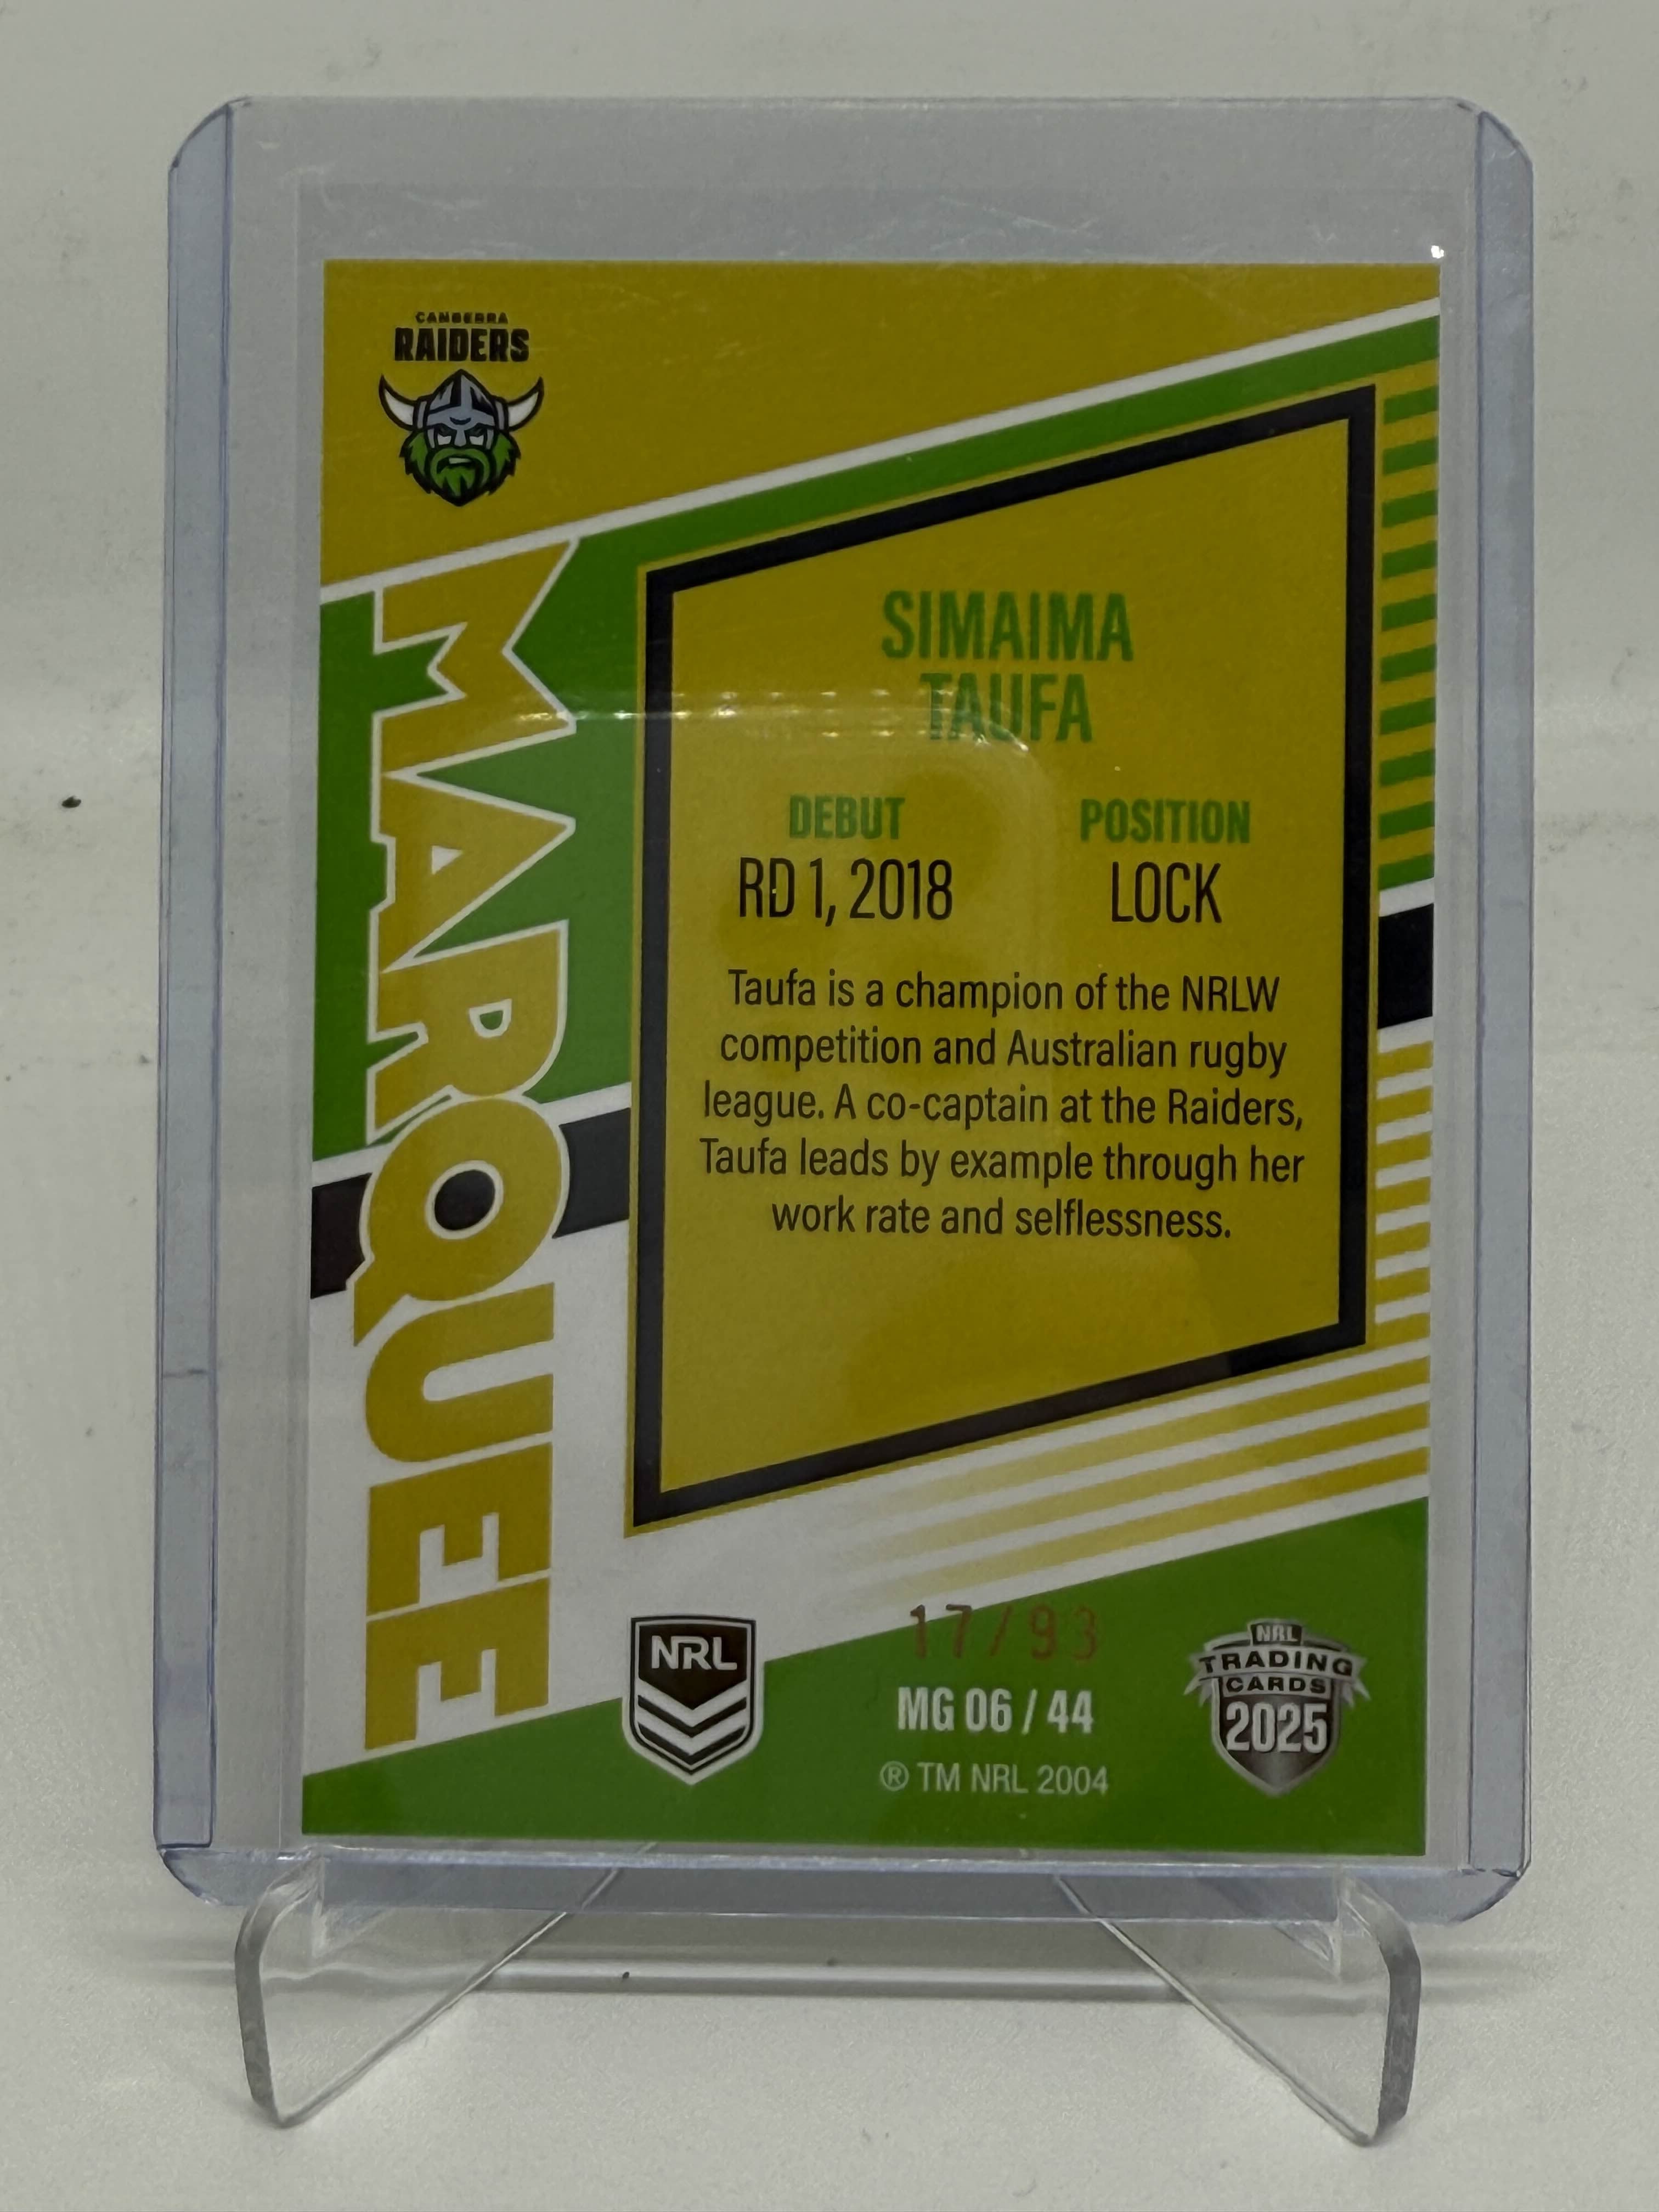 CANBERRA
RAIDERS
MARQUEE
SIMAIMA
TAUFA
DEBUT
RD 1, 2018
POSITION
LOCK
Taufa is a champion of the NRLW
competition and Australian rugby
league. A co-captain at the Raiders,
Taufa leads by example through her
work rate and selflessness.
NRL
17/93
MG 06 / 44
® TM NRL 2004
NRL
TRADING
CARDS
2025